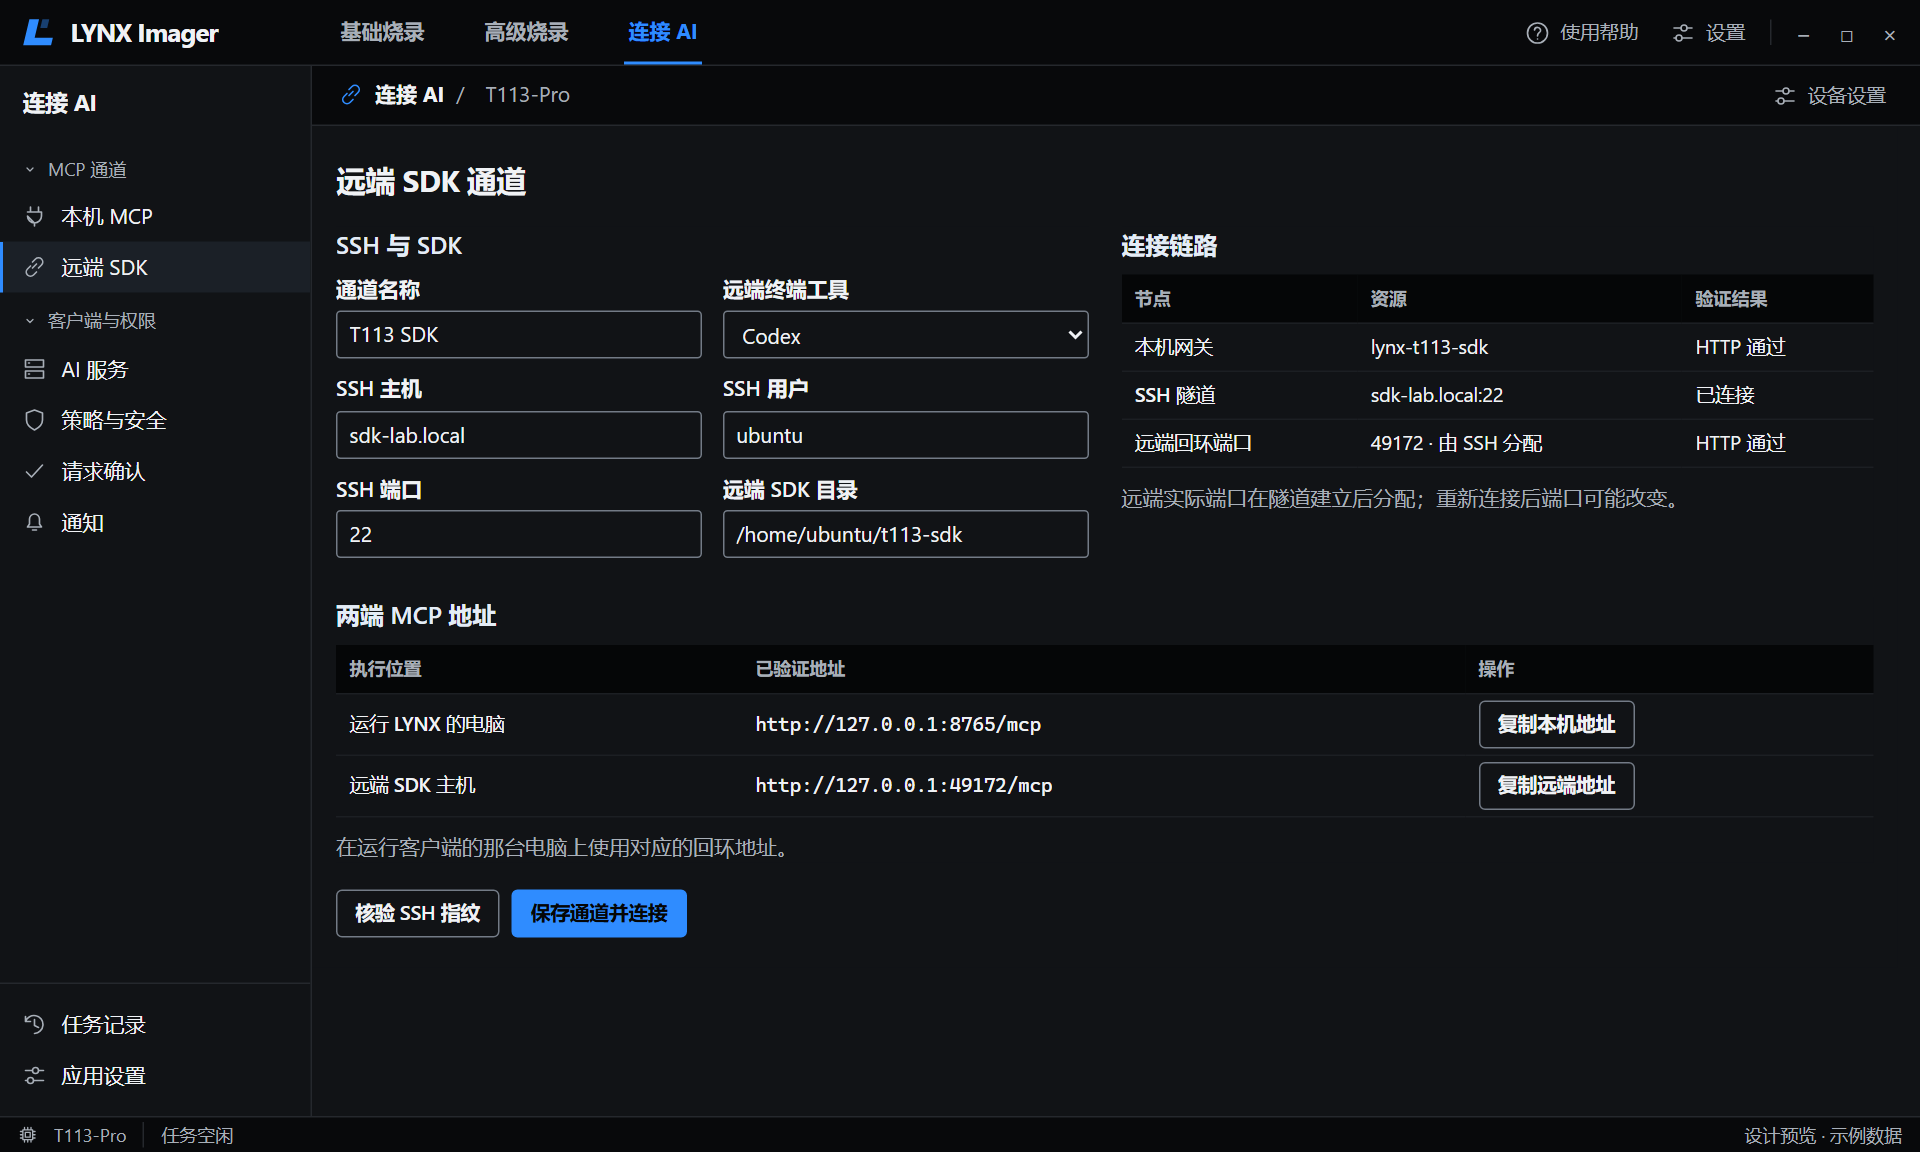 LYNX Imager
基础烧录
高级烧录
连接 AI
使用帮助
设置
连接 AI
MCP 通道
本机 MCP
远端 SDK
客户端与权限
AI 服务
策略与安全
请求确认
通知
任务记录
应用设置
连接 AI / T113-Pro
设备设置
远端 SDK 通道
SSH 与 SDK
通道名称
T113 SDK
远端终端工具
Codex
SSH 主机
sdk-lab.local
SSH 用户
ubuntu
SSH 端口
22
远端 SDK 目录
/home/ubuntu/t113-sdk
连接链路
节点 资源 验证结果
本机网关 lynx-t113-sdk HTTP 通过
SSH 隧道 sdk-lab.local:22 已连接
远端回环端口 49172 · 由 SSH 分配 HTTP 通过
远端实际端口在隧道建立后分配；重新连接后端口可能改变。
两端 MCP 地址
执行位置 已验证地址 操作
运行 LYNX 的电脑 http://127.0.0.1:8765/mcp 复制本机地址
远端 SDK 主机 http://127.0.0.1:49172/mcp 复制远端地址
在运行客户端的那台电脑上使用对应的回环地址。
核验 SSH 指纹
保存通道并连接
T113-Pro
任务空闲
设计预览 · 示例数据